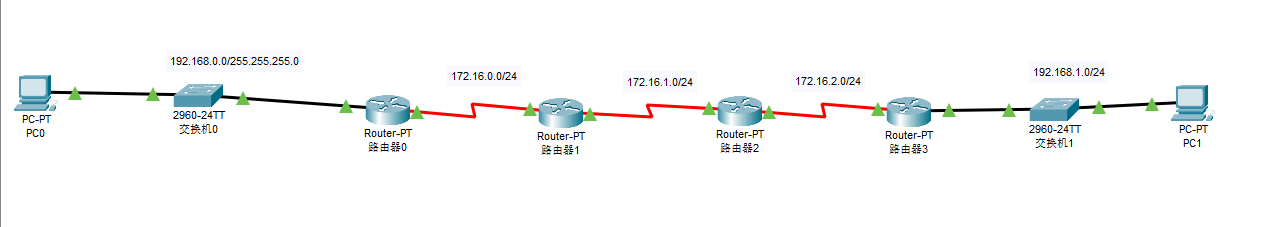 192.168.0.0/255.255.255.0
172.16.0.0/24
172.16.1.0/24
172.16.2.0/24
192.168.1.0/24
PC-PT
PC0
2960-24TT
交换机0
Router-PT
路由器0
Router-PT
路由器1
Router-PT
路由器2
Router-PT
路由器3
2960-24TT
交换机1
PC-PT
PC1